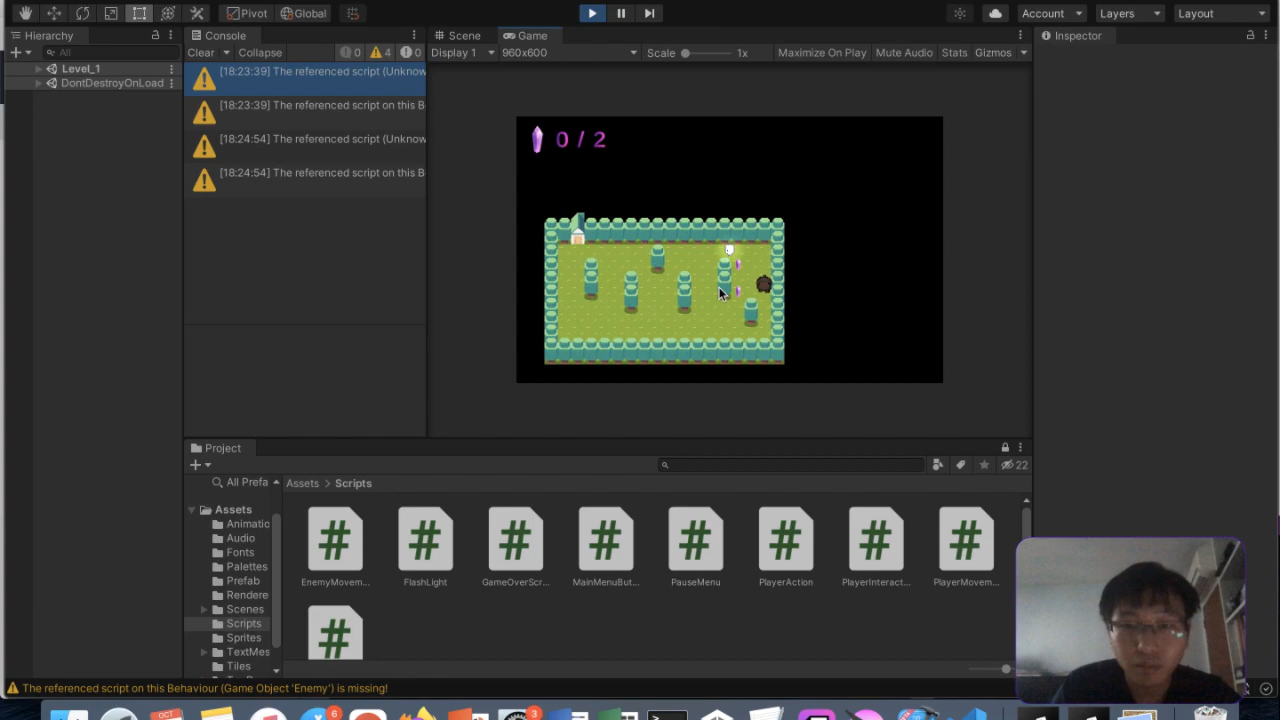 Pivot Global Account Layers Layout
Hierarchy Console Scene Game Inspector
All Clear Collapse 0 4 0 Display 1 960x600 Scale 1x Maximize On Play Mute Audio Stats Gizmos
Level_1
DontDestroyOnLoad
[18:23:39] The referenced script (Unknow
[18:23:39] The referenced script on this B
[18:24:54] The referenced script (Unknow
[18:24:54] The referenced script on this B
0 / 2
Project
22
All Prefa
Assets > Scripts
Assets
Animatic
Audio
Fonts
Palettes
Prefab
Rendere
Scenes
Scripts
Sprites
TextMes
Tiles
EnemyMovem... FlashLight GameOverScr... MainMenuBut... PauseMenu PlayerAction PlayerInteract... PlayerMovem...
The referenced script on this Behaviour (Game Object 'Enemy') is missing!
OCT 6 3